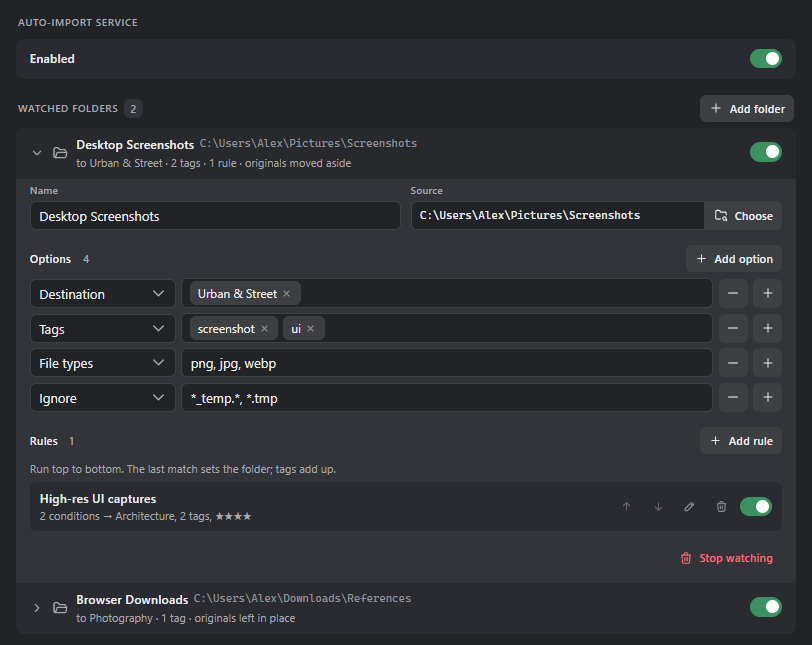 AUTO-IMPORT SERVICE
Enabled
WATCHED FOLDERS 2
+ Add folder
Desktop Screenshots C:\Users\Alex\Pictures\Screenshots
to Urban & Street · 2 tags · 1 rule · originals moved aside
Name
Source
Desktop Screenshots
C:\Users\Alex\Pictures\Screenshots
Choose
Options 4
+ Add option
Destination
Urban & Street ×
Tags
screenshot × ui ×
File types
png, jpg, webp
Ignore
*_temp.*, *.tmp
Rules 1
+ Add rule
Run top to bottom. The last match sets the folder; tags add up.
High-res UI captures
2 conditions → Architecture, 2 tags, ★★★★
Stop watching
Browser Downloads C:\Users\Alex\Downloads\References
to Photography · 1 tag · originals left in place